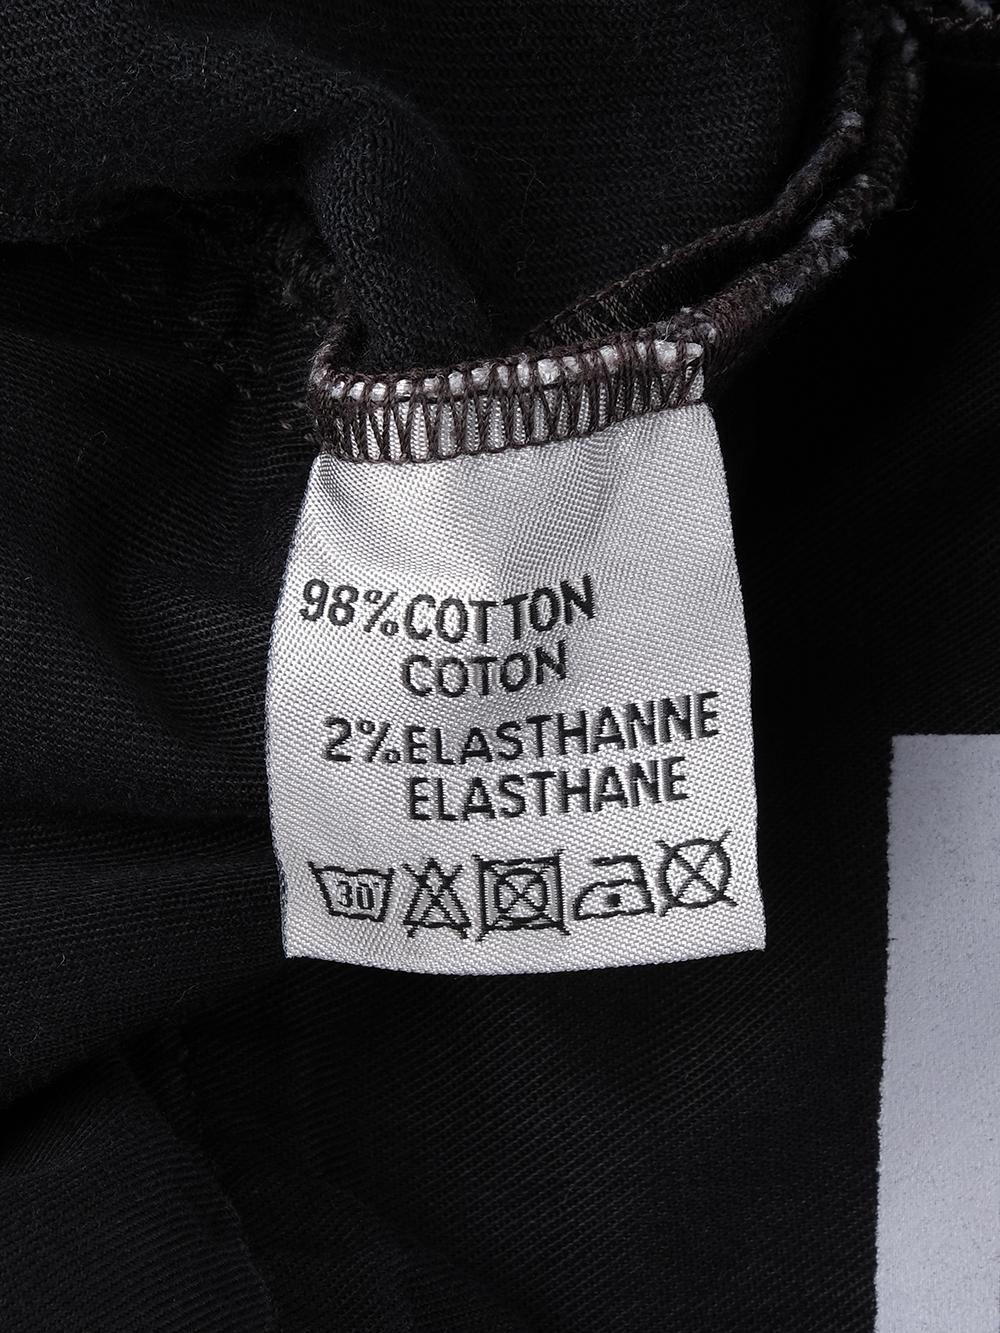 98% COTTON
COTON
2% ELASTHANNE
ELASTHANE
30